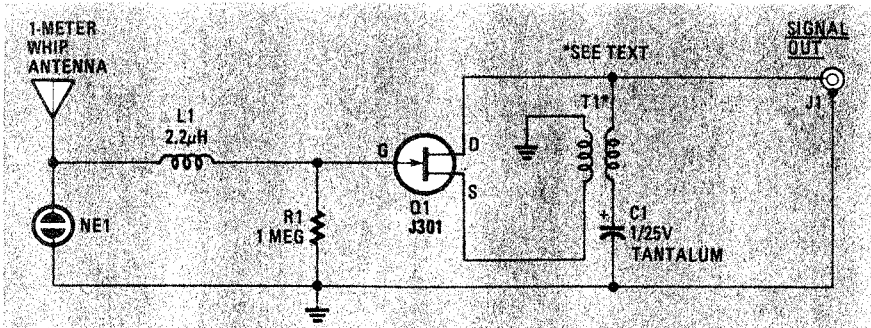 1-METER
WHIP
ANTENNA
L1
2.2µH
NE1
R1
1 MEG
G
D
S
Q1
J301
*SEE TEXT
T1*
+
C1
1/25V
TANTALUM
SIGNAL
OUT
J1